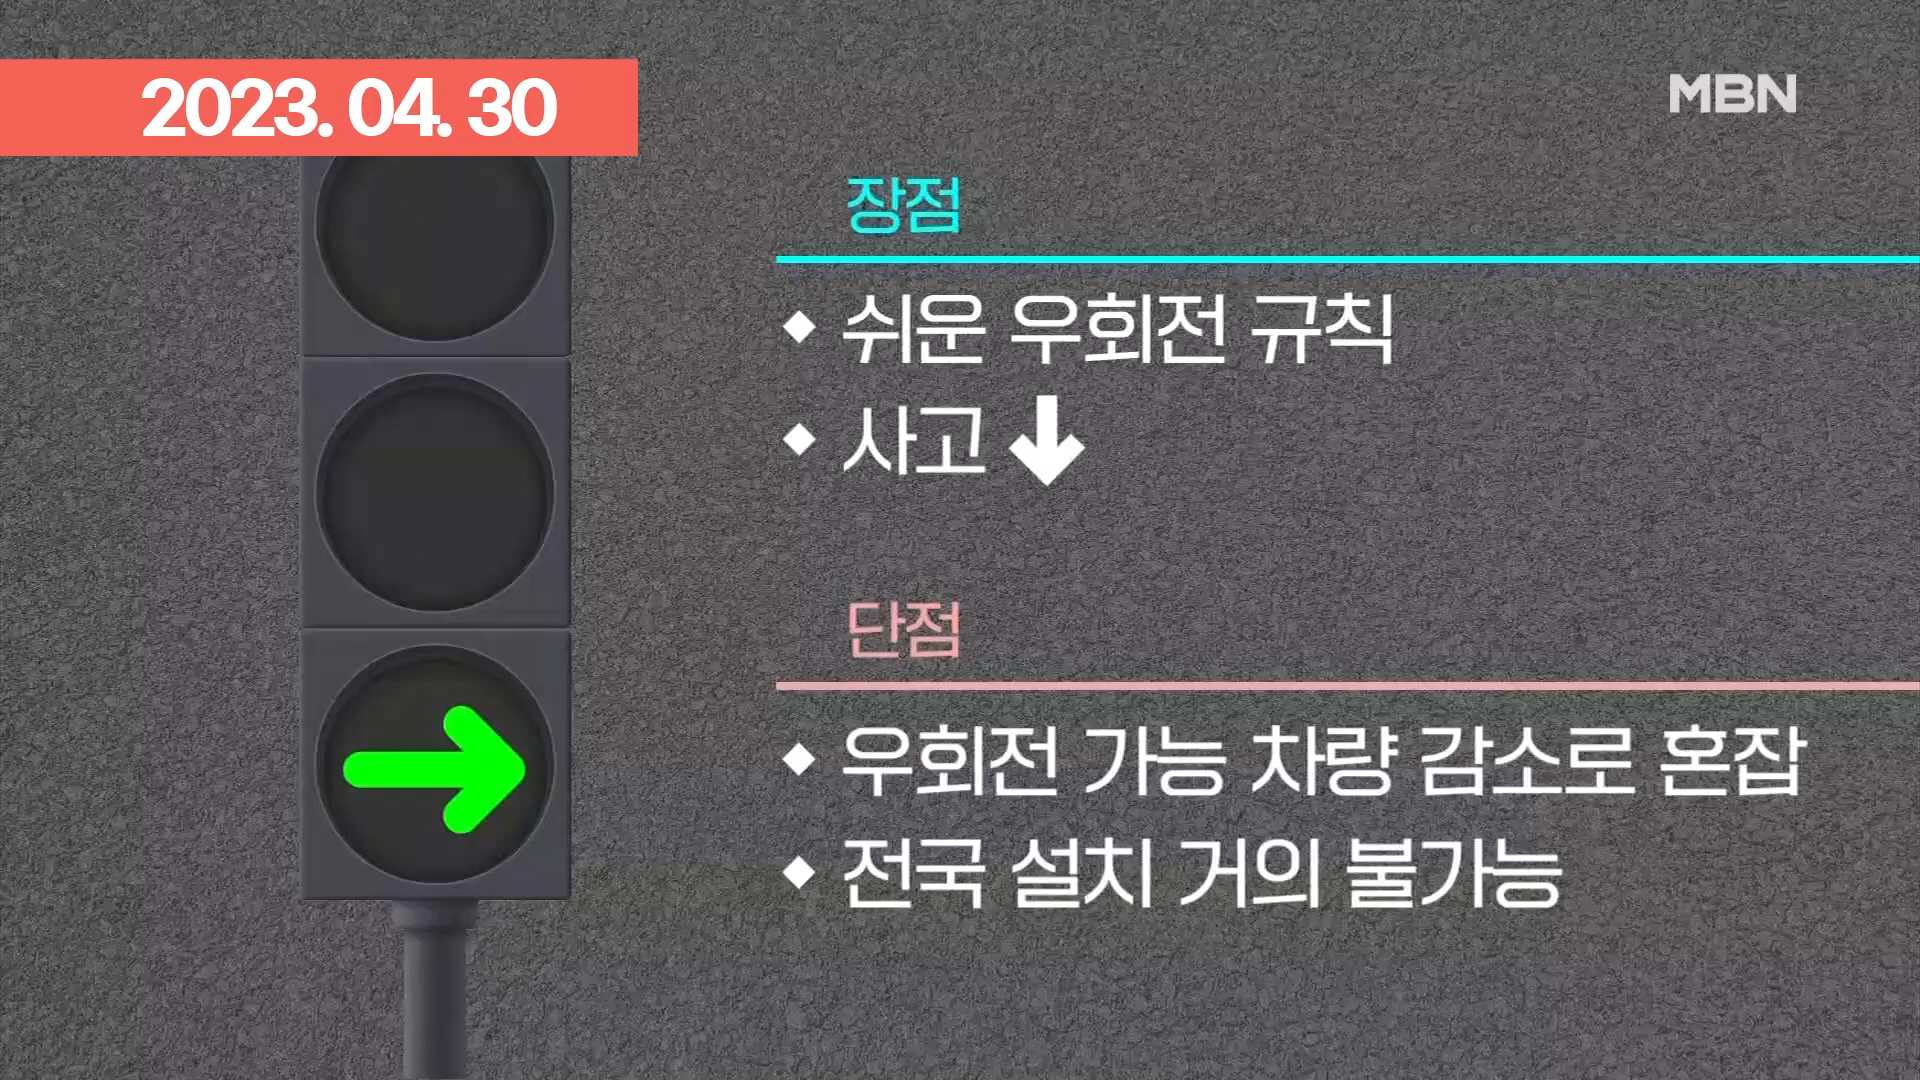 2023. 04. 30
MBN
장점
◆ 쉬운 우회전 규칙
◆ 사고 ↓
단점
◆ 우회전 가능 차량 감소로 혼잡
◆ 전국 설치 거의 불가능